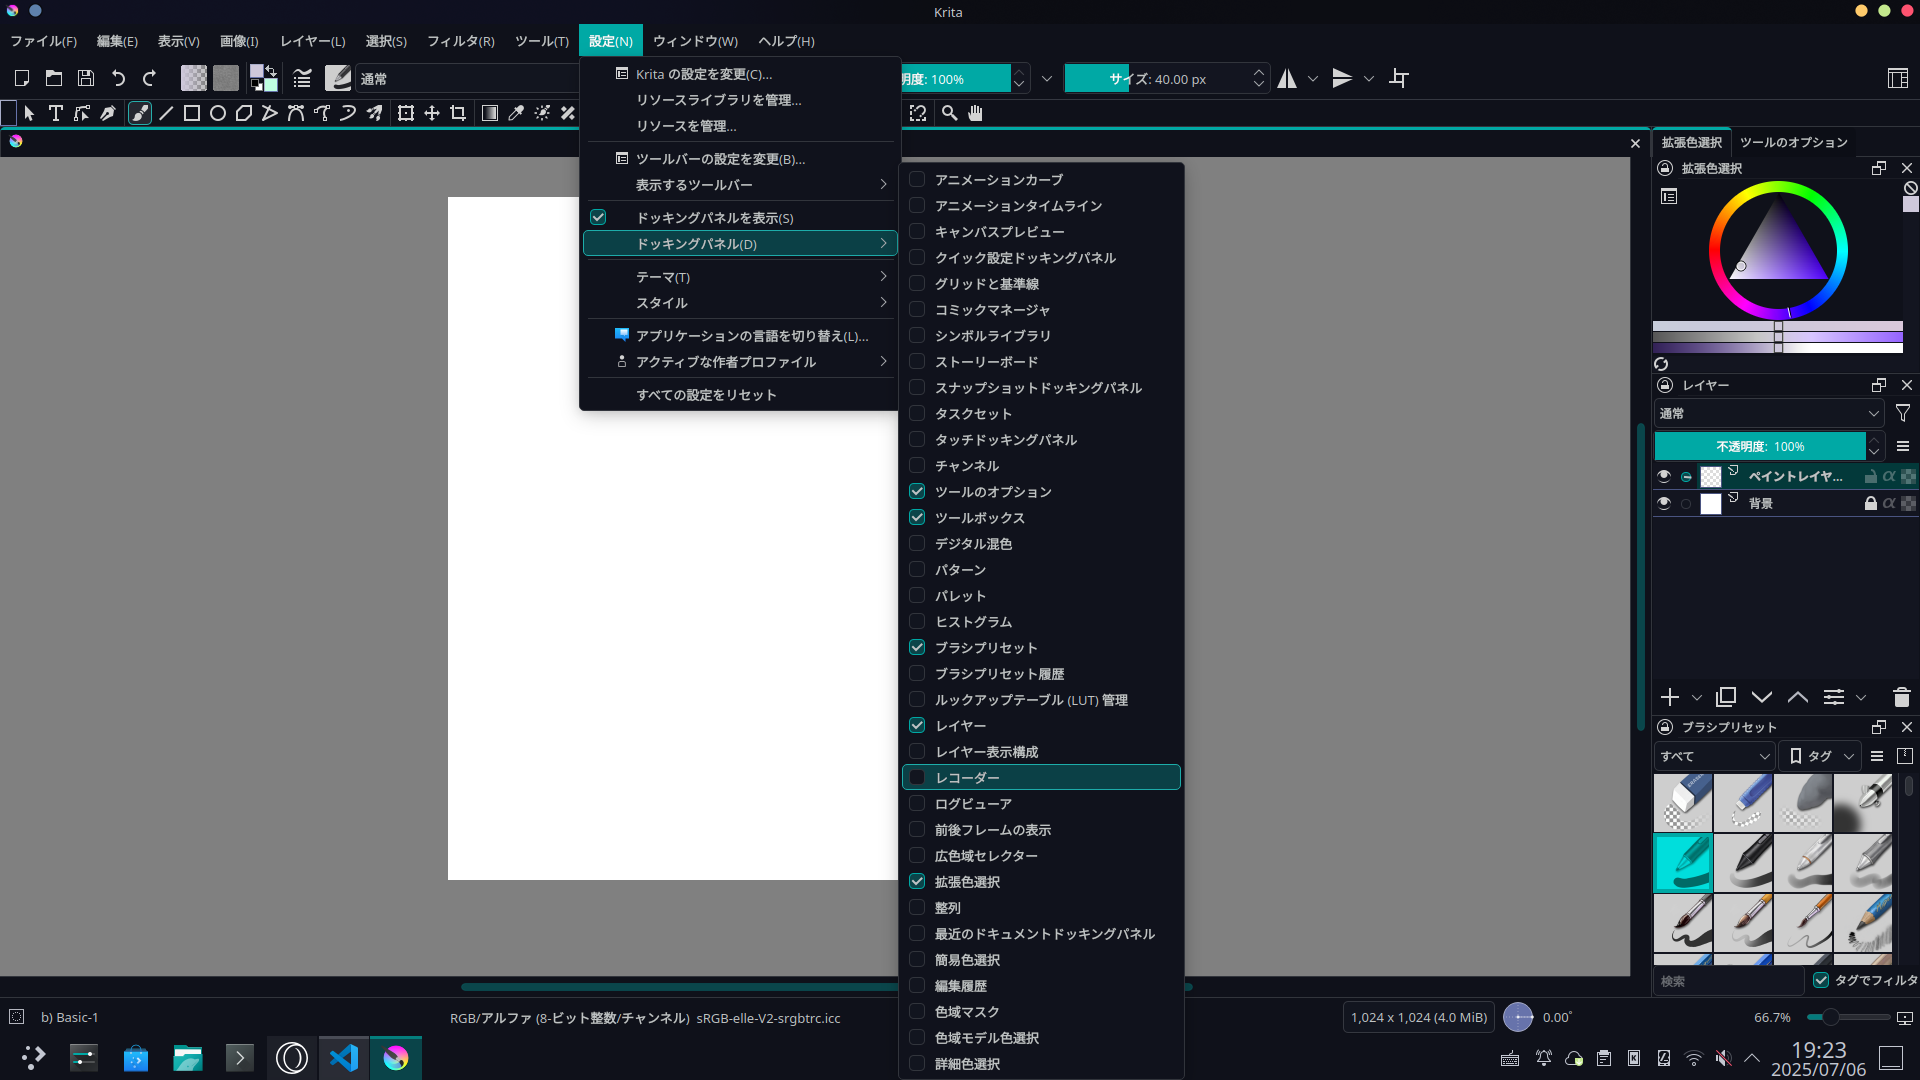 Krita
ファイル(F) 編集(E) 表示(V) 画像(I) レイヤー(L) 選択(S) フィルタ(R) ツール(T) 設定(N) ウィンドウ(W) ヘルプ(H)
通常
明度: 100%
サイズ: 40.00 px
Krita の設定を変更(C)...
リソースライブラリを管理...
リソースを管理...
ツールバーの設定を変更(B)...
表示するツールバー
ドッキングパネルを表示(S)
ドッキングパネル(D)
テーマ(T)
スタイル
アプリケーションの言語を切り替え(L)...
アクティブな作者プロファイル
すべての設定をリセット
アニメーションカーブ
アニメーションタイムライン
キャンバスプレビュー
クイック設定ドッキングパネル
グリッドと基準線
コミックマネージャ
シンボルライブラリ
ストーリーボード
スナップショットドッキングパネル
タスクセット
タッチドッキングパネル
チャンネル
ツールのオプション
ツールボックス
デジタル混色
パターン
パレット
ヒストグラム
ブラシプリセット
ブラシプリセット履歴
ルックアップテーブル (LUT) 管理
レイヤー
レイヤー表示構成
レコーダー
ログビューア
前後フレームの表示
広色域セレクター
拡張色選択
整列
最近のドキュメントドッキングパネル
簡易色選択
編集履歴
色域マスク
色域モデル色選択
詳細色選択
拡張色選択 ツールのオプション
拡張色選択
レイヤー
通常
不透明度: 100%
ペイントレイヤ...
背景
ブラシプリセット
すべて タグ
検索 タグでフィルタ
b) Basic-1
RGB/アルファ (8-ビット整数/チャンネル) sRGB-elle-V2-srgbtrc.icc
1,024 x 1,024 (4.0 MiB)
0.00°
66.7%
19:23
2025/07/06